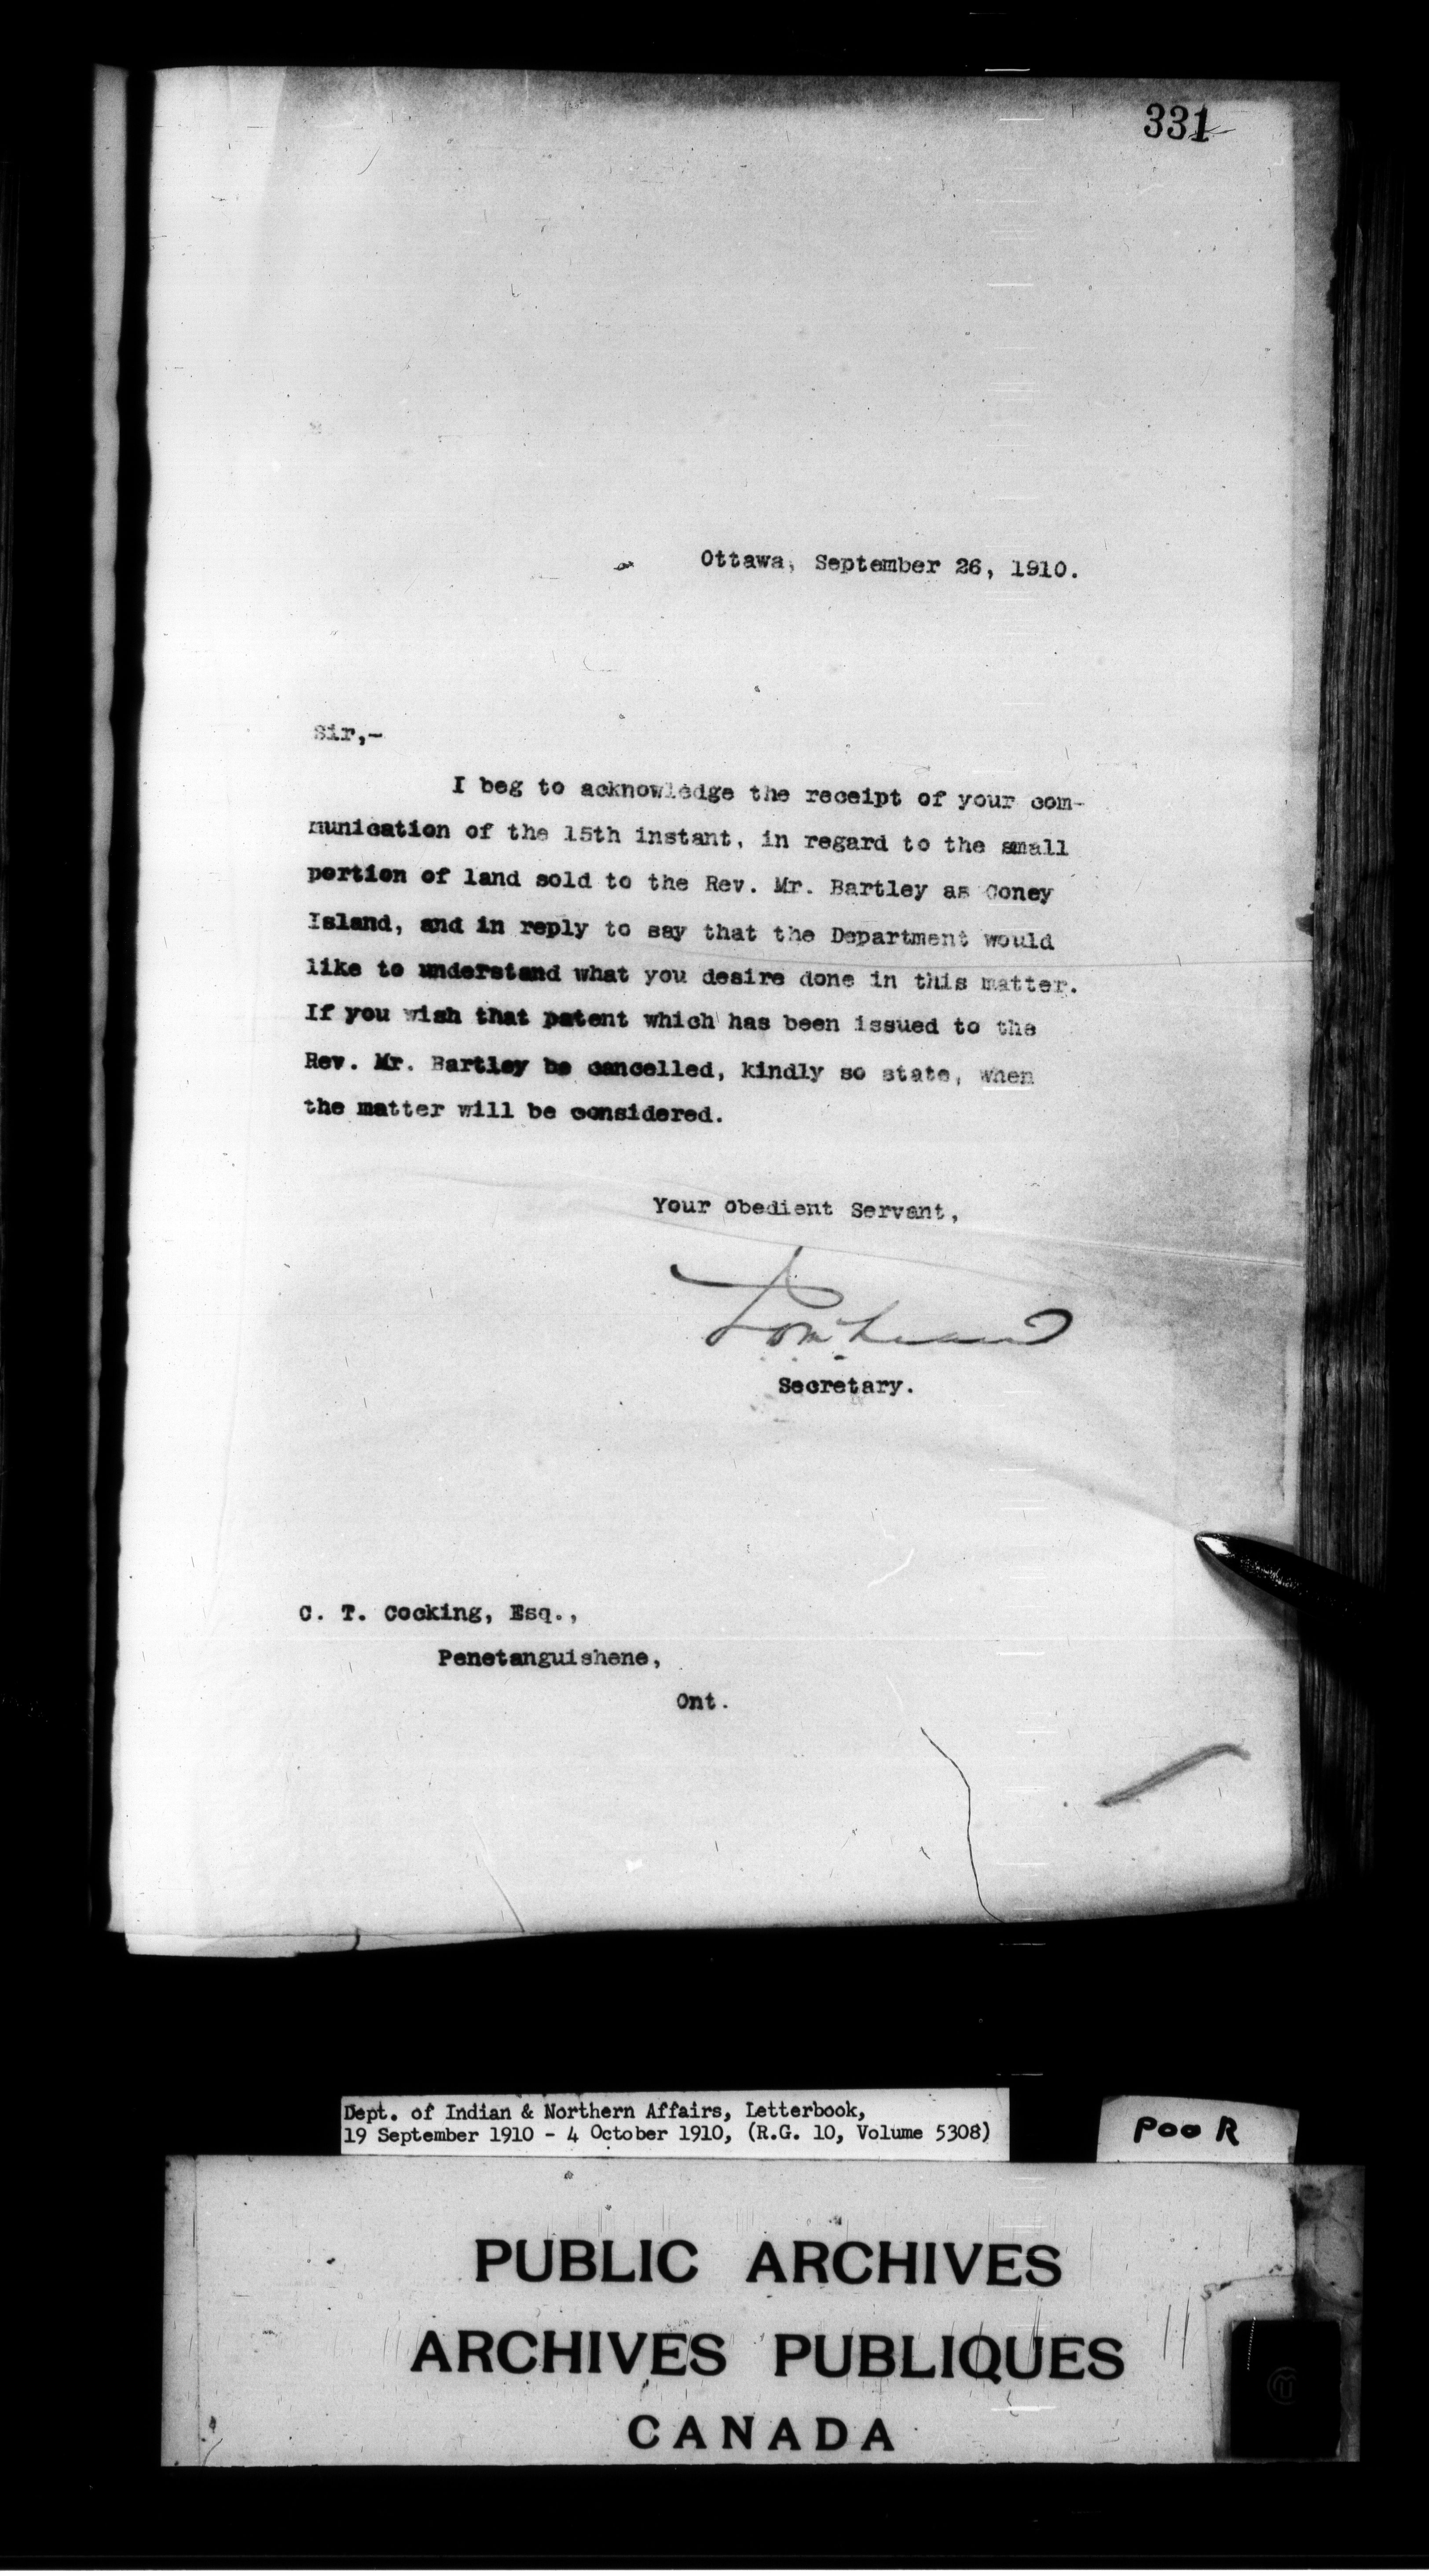 331
Ottawa, September 26, 1910.
Sir,-
I beg to acknowledge the receipt of your com-
munication of the 15th instant, in regard to the small
portion of land sold to the Rev. Mr. Bartley as Coney
Island, and in reply to say that the Department would
like to understand what you desire done in this matter.
If you wish that patent which has been issued to the
Rev. Mr. Bartley be cancelled, kindly so state, when
the matter will be considered.
Your Obedient Servant,
Secretary.
C. T. Cocking, Esq.,
Penetanguishene,
Ont.
Dept. of Indian & Northern Affairs, Letterbook,
19 September 1910 - 4 October 1910, (R.G. 10, Volume 5308)
POOR
PUBLIC ARCHIVES
ARCHIVES PUBLIQUES
CANADA